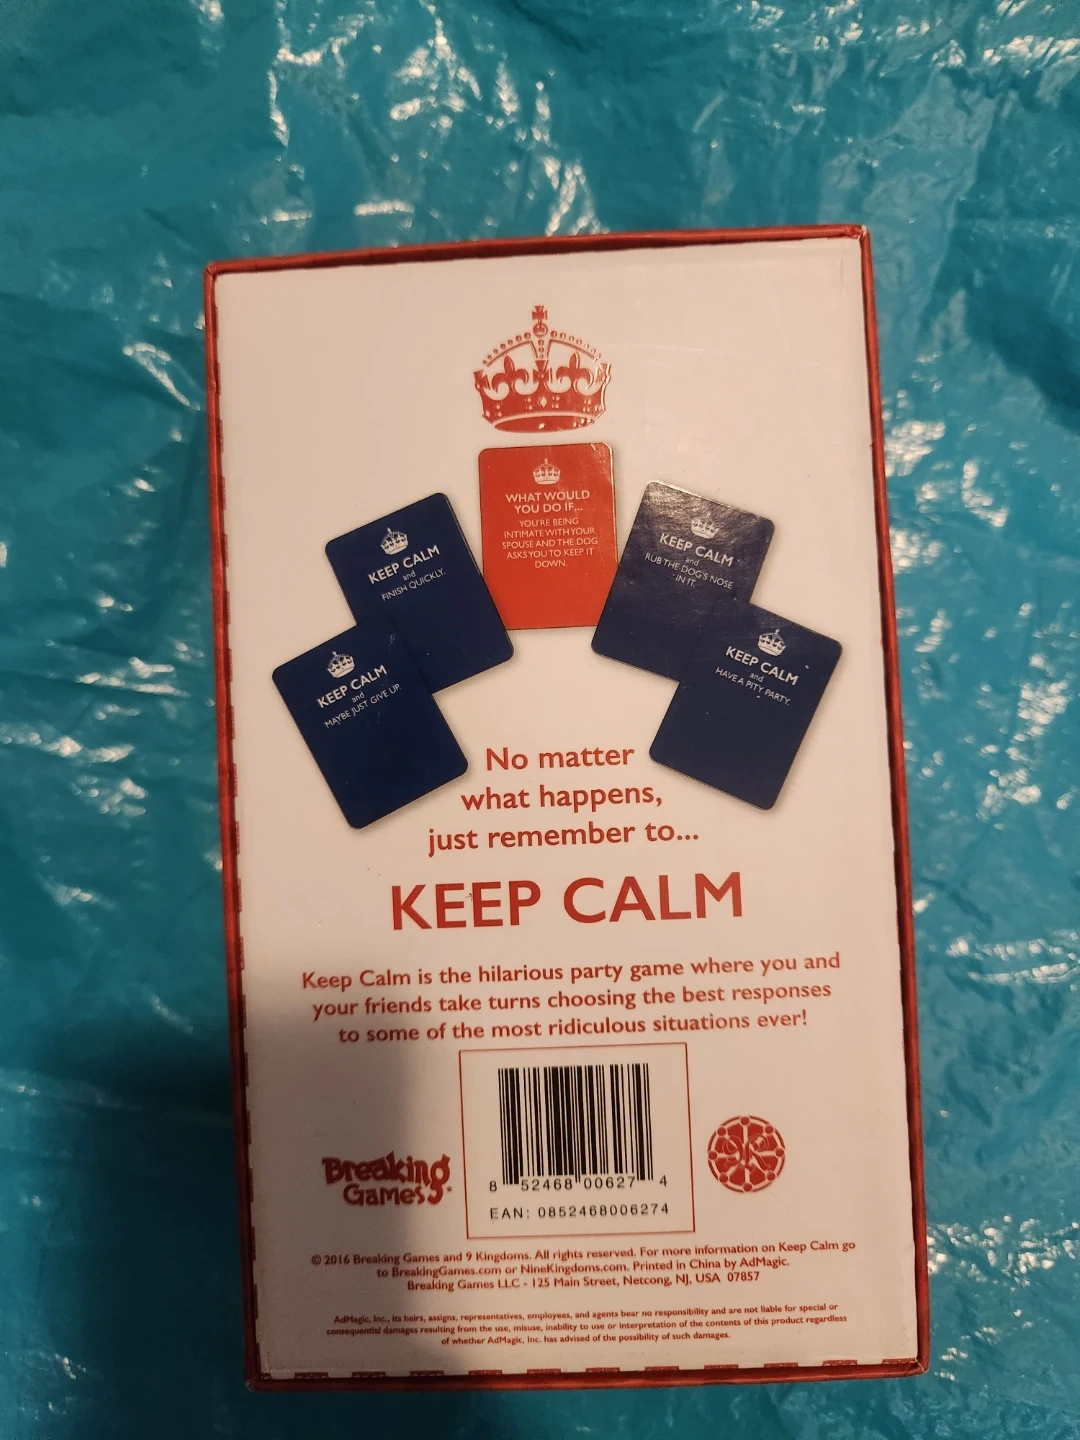 WHAT WOULD
YOU DO IF...
YOU'RE BEING
INTIMATE WITH YOUR
SPOUSE AND THE DOG
ASKS YOU TO KEEP IT
DOWN.
KEEP CALM
and
FINISH QUICKLY.
KEEP CALM
and
RUB THE DOG'S NOSE
IN IT.
KEEP CALM
and
MAYBE JUST GIVE UP.
KEEP CALM
and
HAVE A PITY PARTY.
No matter
what happens,
just remember to...
KEEP CALM
Keep Calm is the hilarious party game where you and
your friends take turns choosing the best responses
to some of the most ridiculous situations ever!
Breaking
Games
8 52468 00627 4
EAN: 0852468006274
© 2016 Breaking Games and 9 Kingdoms. All rights reserved. For more information on Keep Calm go
to BreakingGames.com or NineKingdoms.com. Printed in China by AdMagic.
Breaking Games LLC - 125 Main Street, Netcong, NJ, USA 07857
AdMagic, Inc., its heirs, assigns, representatives, employees, and agents bear no responsibility and are not liable for special or
consequential damages resulting from the use, misuse, inability to use or interpretation of the contents of this product regardless
of whether AdMagic, Inc. has advised of the possibility of such damages.